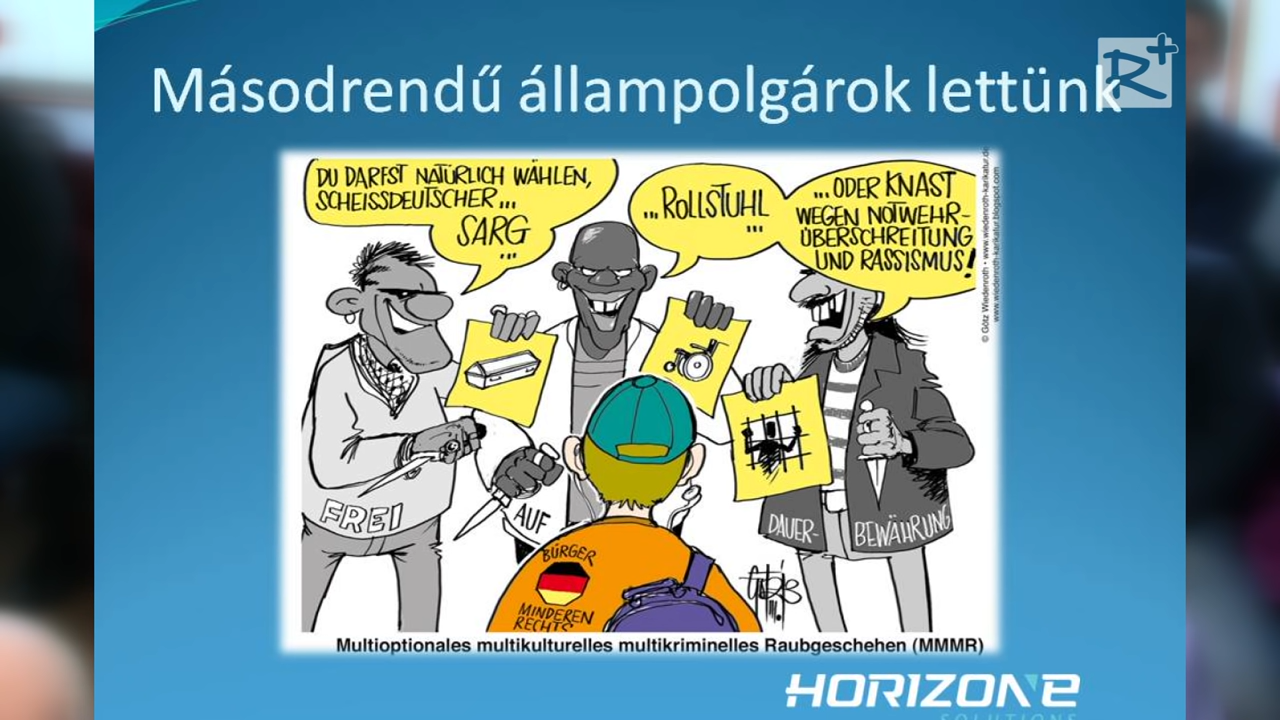 Másodrendű állampolgárok lettünk
R+
DU DARFST NATÜRLICH WÄHLEN,
SCHEISSDEUTSCHER...
SARG
...
...ROLLSTUHL
...
...ODER KNAST
WEGEN NOTWEHR-
ÜBERSCHREITUNG
UND RASSISMUS!
© Götz Wiedenroth • www.wiedenroth-karikatur.de
www.wiedenroth-karikatur.blogspot.com
FREI
AUF
DAUER-
BEWÄHRUNG
BÜRGER
MINDEREN
RECHTS
Multioptionales multikulturelles multikriminelles Raubgeschehen (MMMR)
HORIZONE
SOLUTIONS